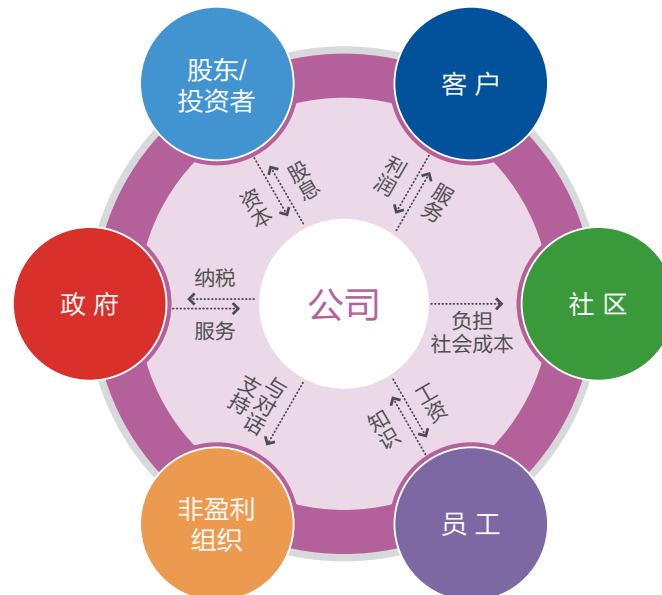 股东/
投资者
客户
资本
股息
利润
服务
政府
纳税
服务
公司
负担
社会成本
社区
与对话
支持
知识
工资
非盈利
组织
员工